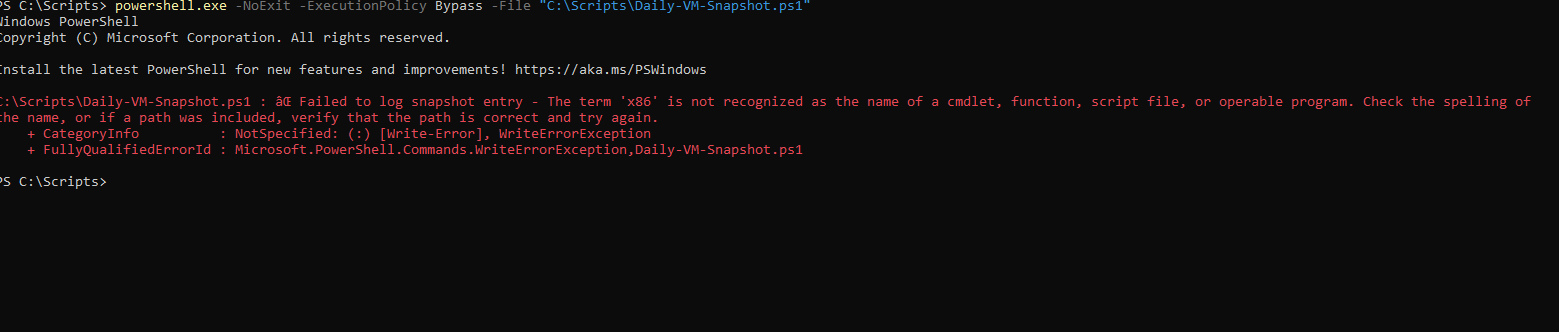 PS C:\Scripts> powershell.exe -NoExit -ExecutionPolicy Bypass -File "C:\Scripts\Daily-VM-Snapshot.ps1"
Windows PowerShell
Copyright (C) Microsoft Corporation. All rights reserved.
Install the latest PowerShell for new features and improvements! https://aka.ms/PSWindows
C:\Scripts\Daily-VM-Snapshot.ps1 : âŒ Failed to log snapshot entry - The term 'x86' is not recognized as the name of a cmdlet, function, script file, or operable program. Check the spelling of
the name, or if a path was included, verify that the path is correct and try again.
+ CategoryInfo : NotSpecified: (:) [Write-Error], WriteErrorException
+ FullyQualifiedErrorId : Microsoft.PowerShell.Commands.WriteErrorException,Daily-VM-Snapshot.ps1
PS C:\Scripts>